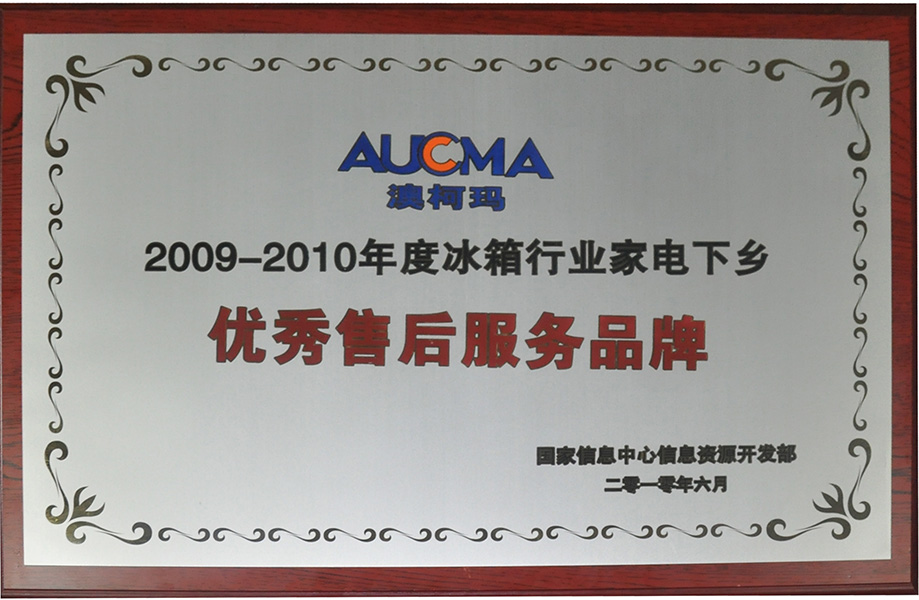 AUCMA
澳柯玛
2009-2010年度冰箱行业家电下乡
优秀售后服务品牌
国家信息中心信息资源开发部
二零一零年六月